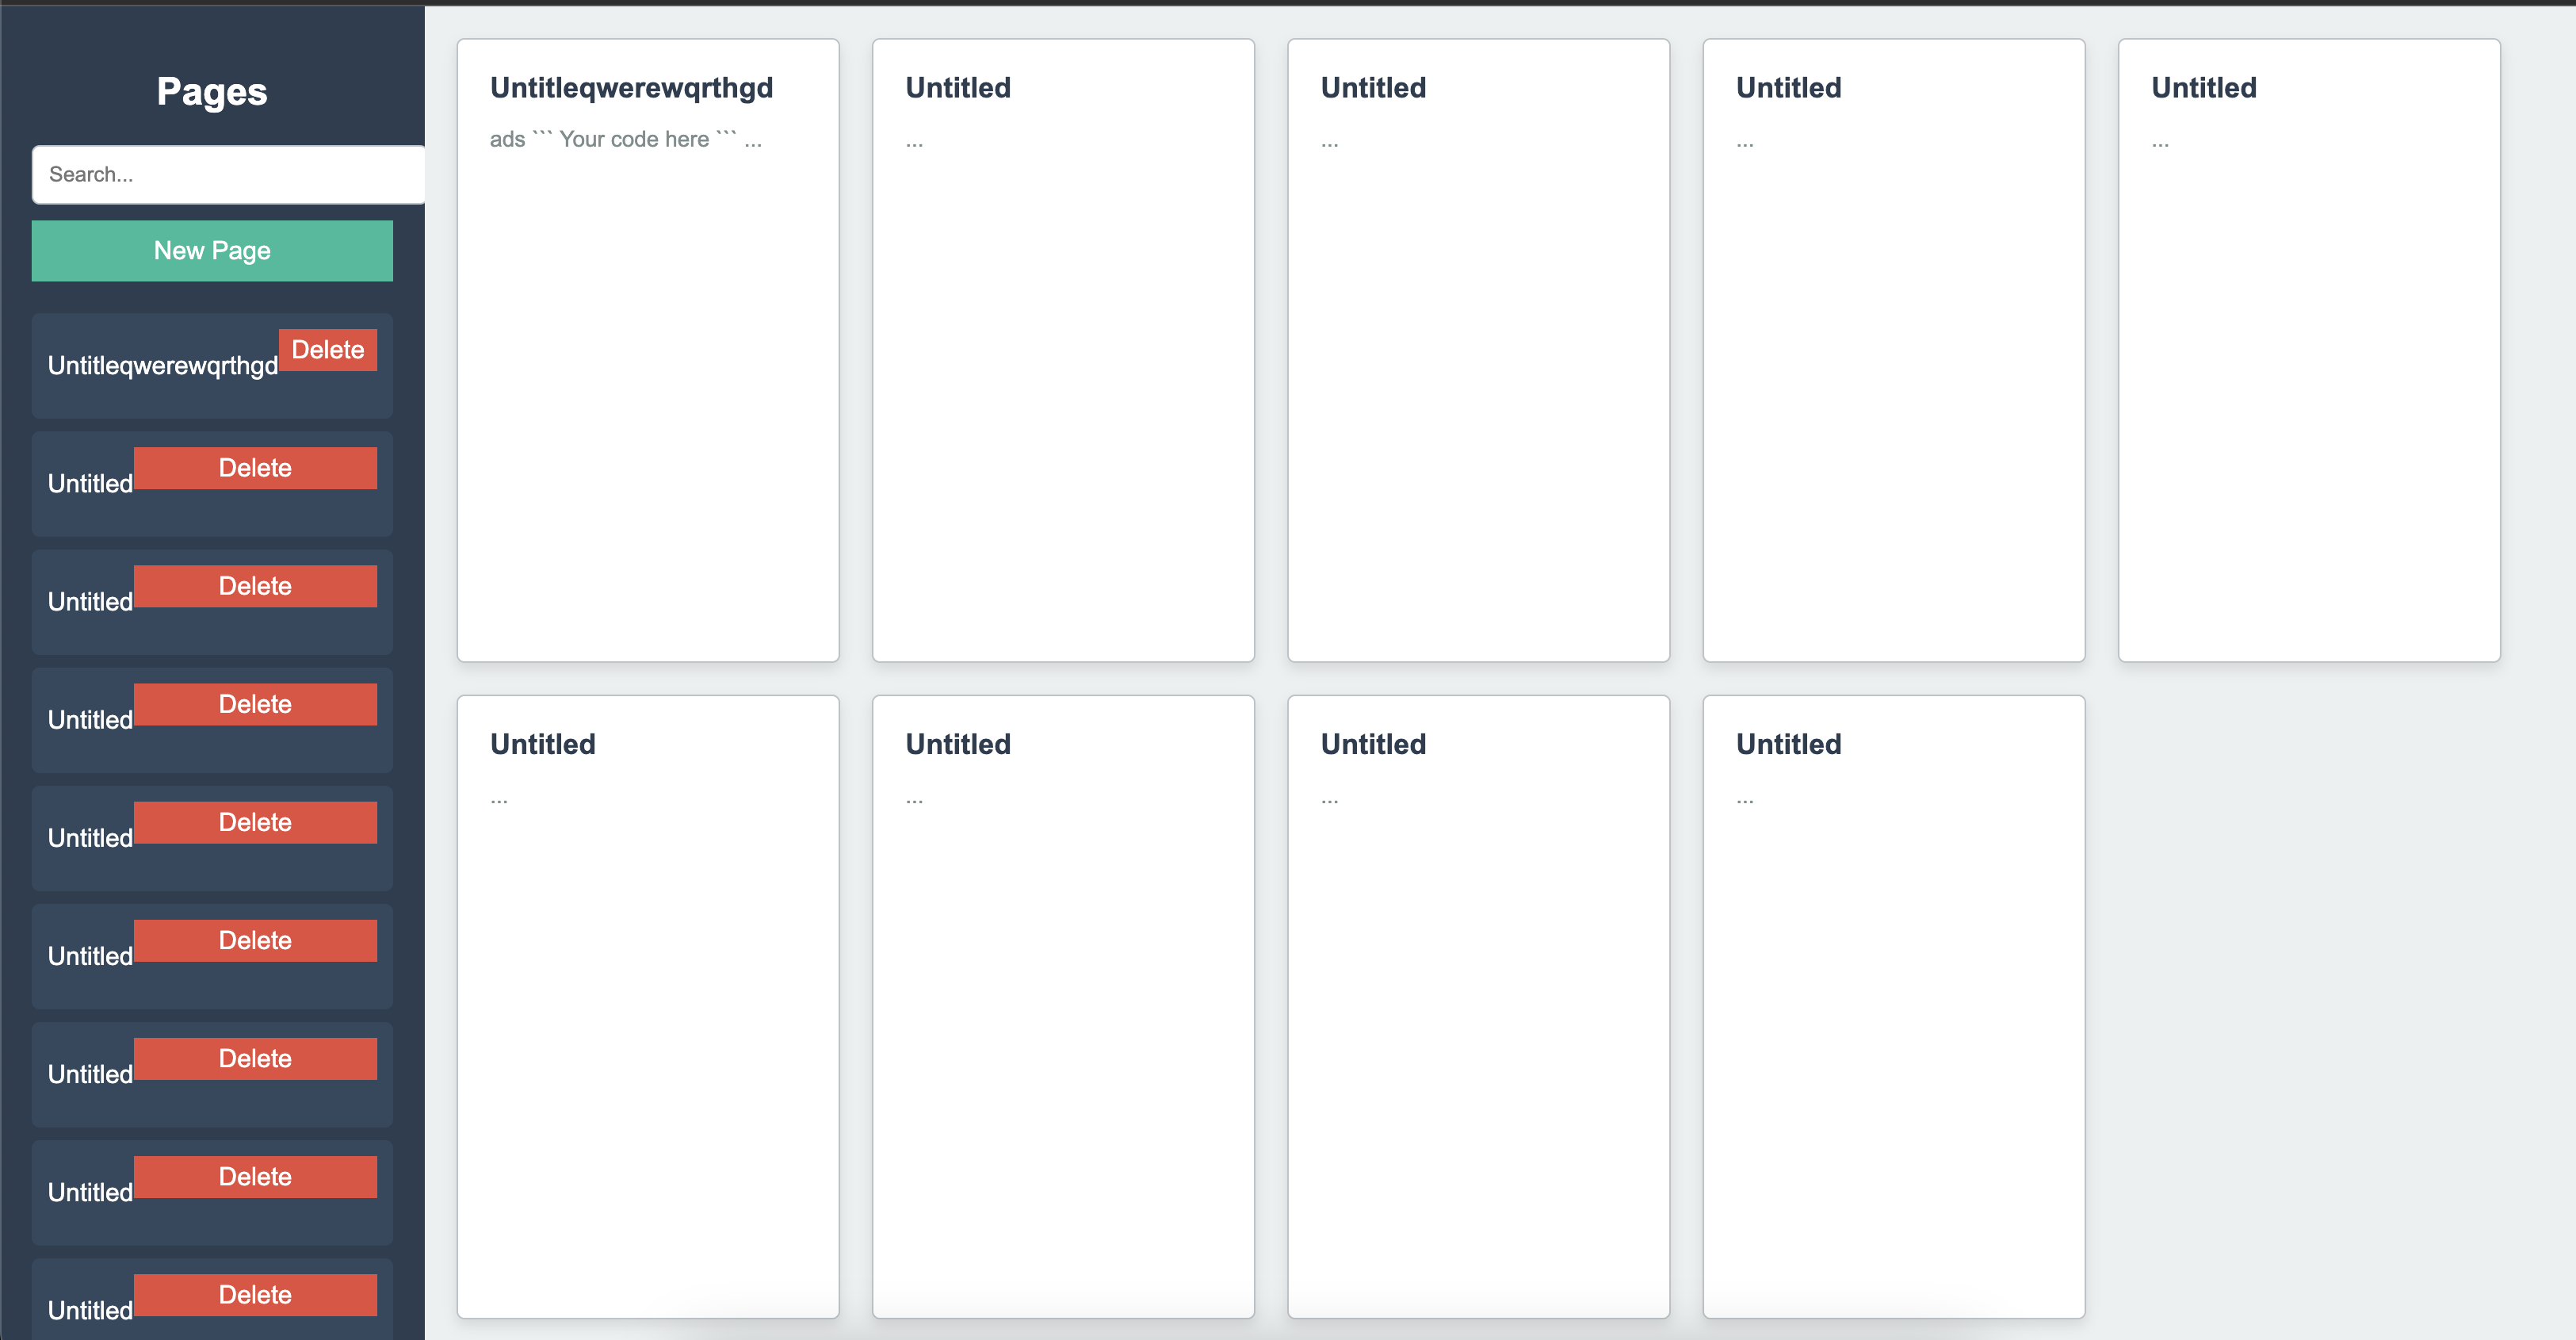 Pages
Search...
New Page
Untitleqwerewqrthgd Delete
Untitled Delete
Untitled Delete
Untitled Delete
Untitled Delete
Untitled Delete
Untitled Delete
Untitled Delete
Untitled Delete
Untitleqwerewqrthgd
ads ``` Your code here ``` ...
Untitled
...
Untitled
...
Untitled
...
Untitled
...
Untitled
...
Untitled
...
Untitled
...
Untitled
...